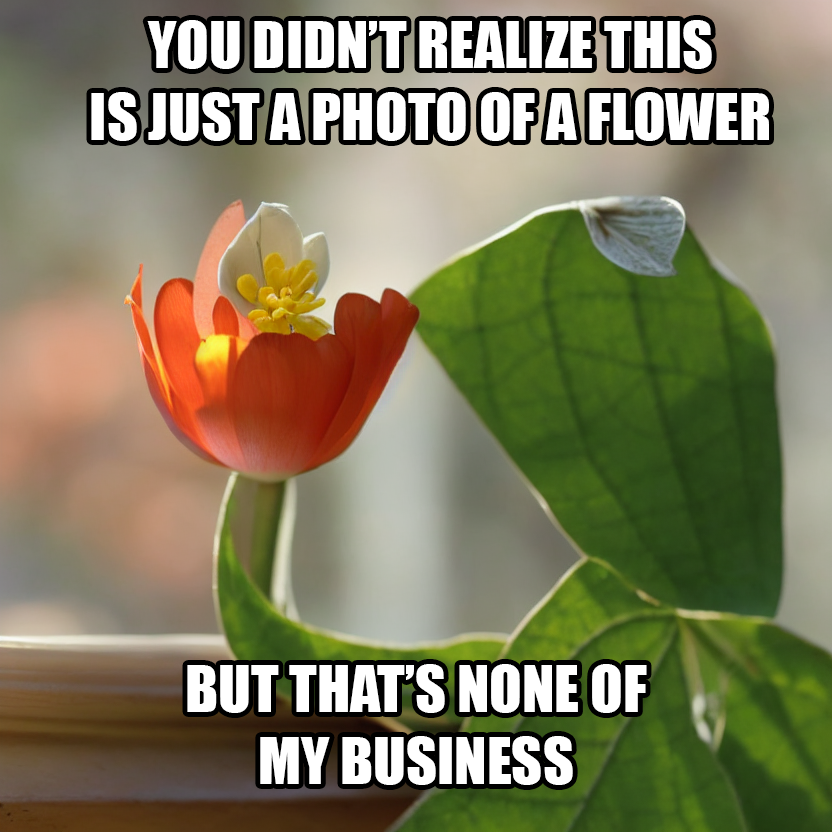 YOU DIDN'T REALIZE THIS
IS JUST A PHOTO OF A FLOWER
BUT THAT'S NONE OF
MY BUSINESS